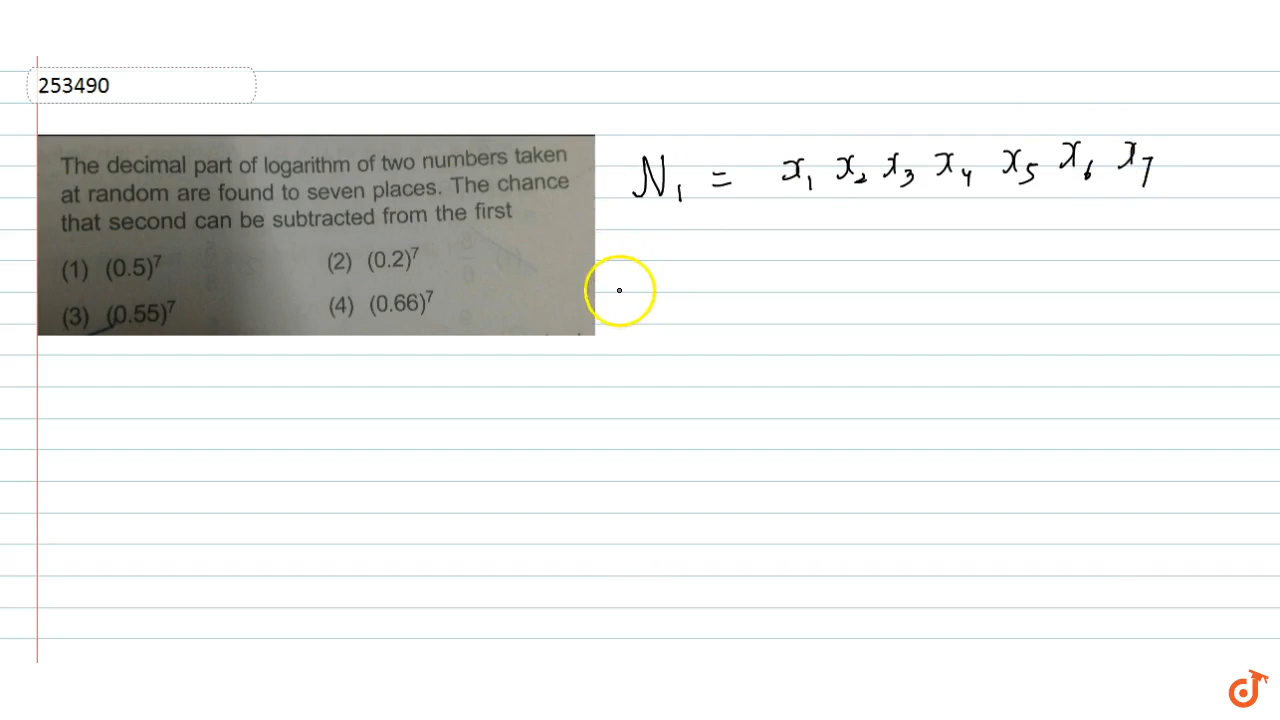 253490
The decimal part of logarithm of two numbers taken
at random are found to seven places. The chance
that second can be subtracted from the first
(1) (0.5)⁷ (2) (0.2)⁷
(3) (0.55)⁷ (4) (0.66)⁷
N₁ = x₁ x₂ x₃ x₄ x₅ x₆ x₇